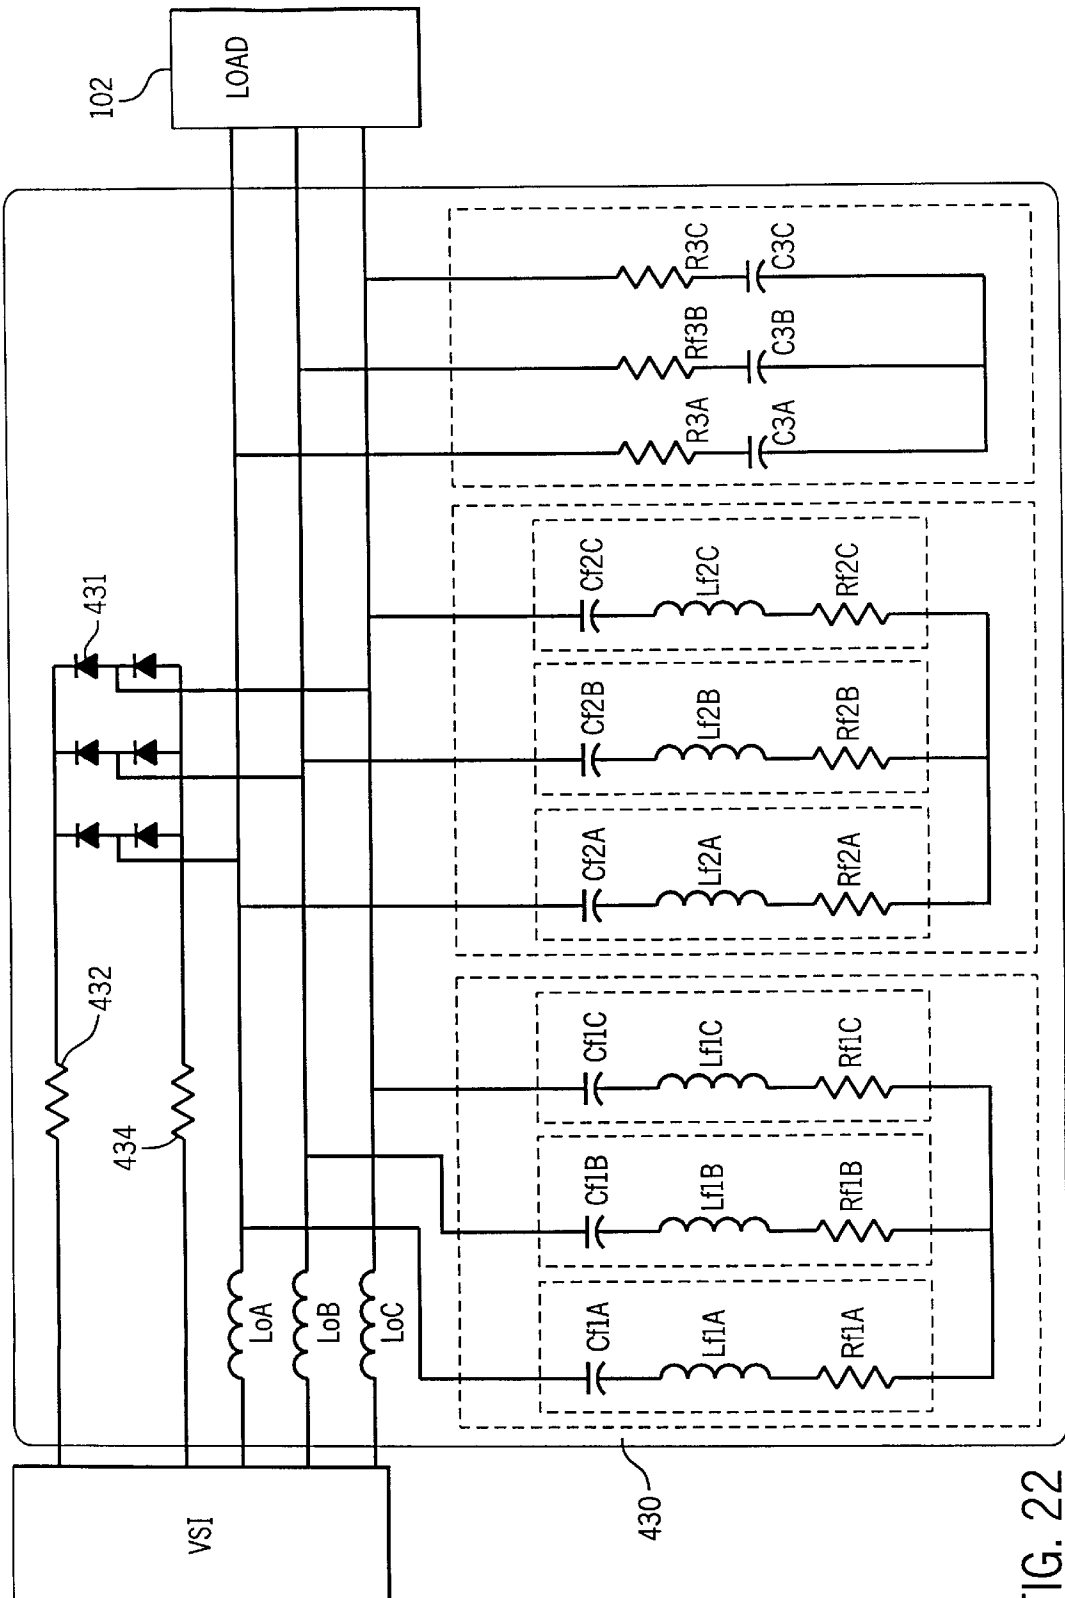 102
LOAD
431
432
434
VSI
LoA
LoB
LoC
Cf1A
Lf1A
Rf1A
Cf1B
Lf1B
Rf1B
Cf1C
Lf1C
Rf1C
Cf2A
Lf2A
Rf2A
Cf2B
Lf2B
Rf2B
Cf2C
Lf2C
Rf2C
R3A
C3A
Rf3B
C3B
R3C
C3C
430
FIG. 22